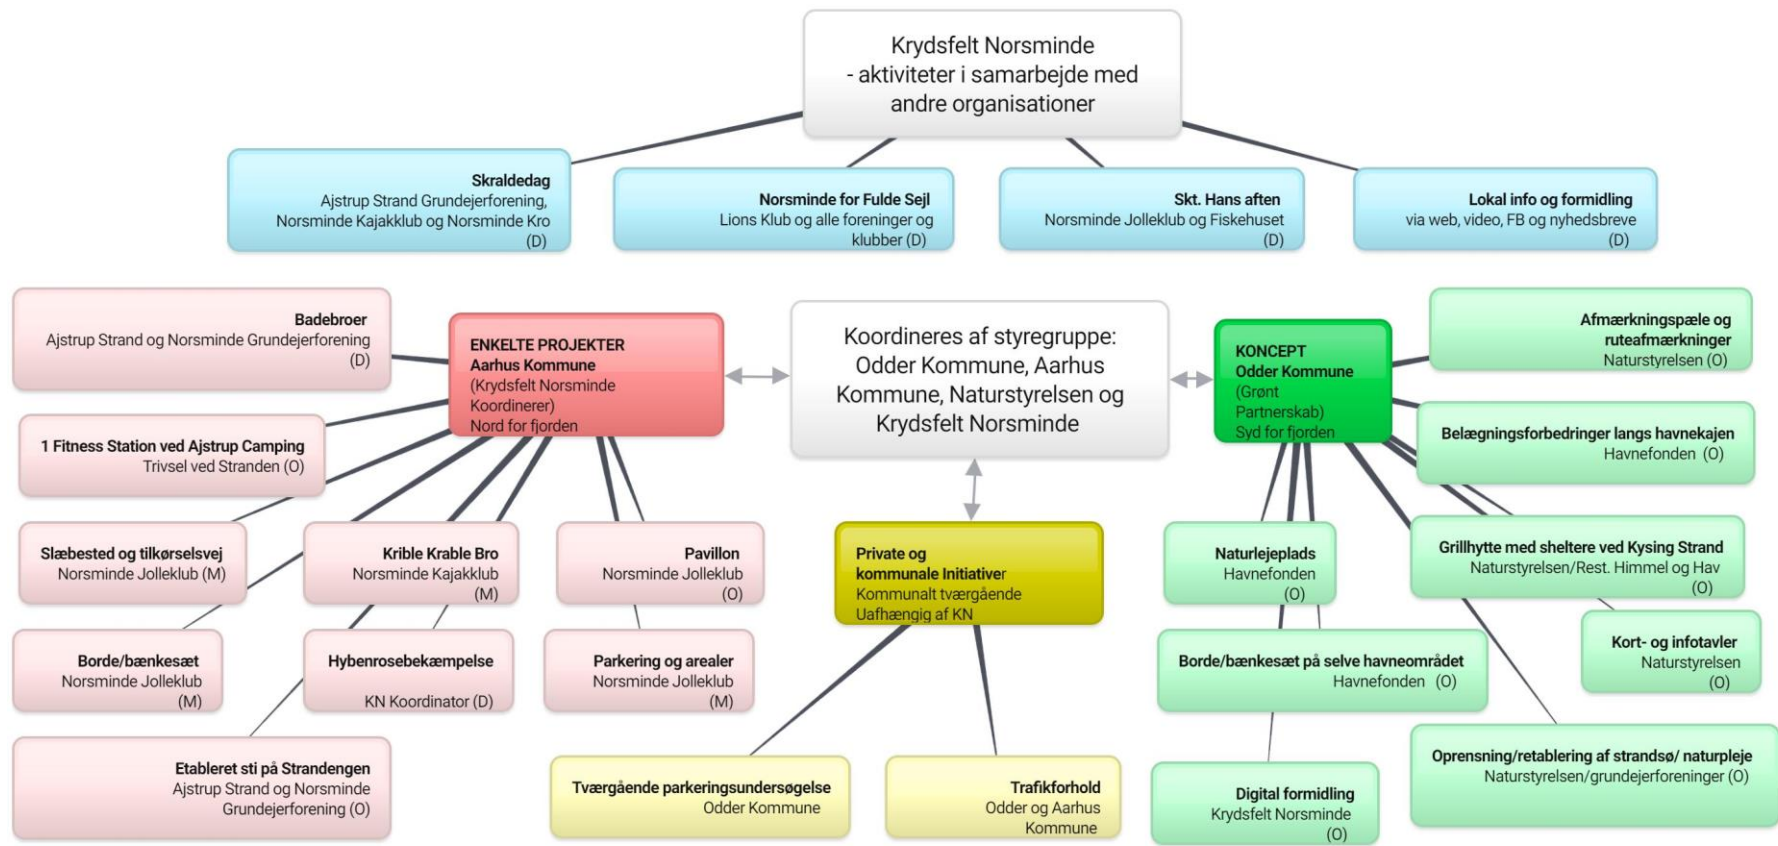 Krydsfelt Norsminde
- aktiviteter i samarbejde med
andre organisationer
Skraldedag
Ajstrup Strand Grundejerforening,
Norsminde Kajakklub og Norsminde Kro
(D)
Norsminde for Fulde Sejl
Lions Klub og alle foreninger og
klubber (D)
Skt. Hans aften
Norsminde Jolleklub og Fiskehuset
(D)
Lokal info og formidling
via web, video, FB og nyhedsbreve
(D)
Badebroer
Ajstrup Strand og Norsminde Grundejerforening
(D)
ENKELTE PROJEKTER
Aarhus Kommune
(Krydsfelt Norsminde
Koordinerer)
Nord for fjorden
Koordineres af styregruppe:
Odder Kommune, Aarhus
Kommune, Naturstyrelsen og
Krydsfelt Norsminde
KONCEPT
Odder Kommune
(Grønt
Partnerskab)
Syd for fjorden
Afmærkningspæle og
ruteafmærkninger
Naturstyrelsen (O)
1 Fitness Station ved Ajstrup Camping
Trivsel ved Stranden (O)
Belægningsforbedringer langs havnekajen
Havnefonden (O)
Slæbested og tilkørselsvej
Norsminde Jolleklub (M)
Krible Krable Bro
Norsminde Kajakklub
(M)
Pavillon
Norsminde Jolleklub
(O)
Private og
kommunale Initiativer
Kommunalt tværgående
Uafhængig af KN
Naturlejeplads
Havnefonden
(O)
Grillhytte med sheltere ved Kysing Strand
Naturstyrelsen/Rest. Himmel og Hav
(O)
Borde/bænkesæt
Norsminde Jolleklub
(M)
Hybenrosebekæmpelse
KN Koordinator (D)
Parkering og arealer
Norsminde Jolleklub
(M)
Borde/bænkesæt på selve havneområdet
Havnefonden (O)
Kort- og infotavler
Naturstyrelsen
(O)
Etableret sti på Strandengen
Ajstrup Strand og Norsminde
Grundejerforening (O)
Tværgående parkeringsundersøgelse
Odder Kommune
Trafikforhold
Odder og Aarhus
Kommune
Digital formidling
Krydsfelt Norsminde
(O)
Oprensning/retablering af strandsø/ naturpleje
Naturstyrelsen/grundejerforeninger (O)